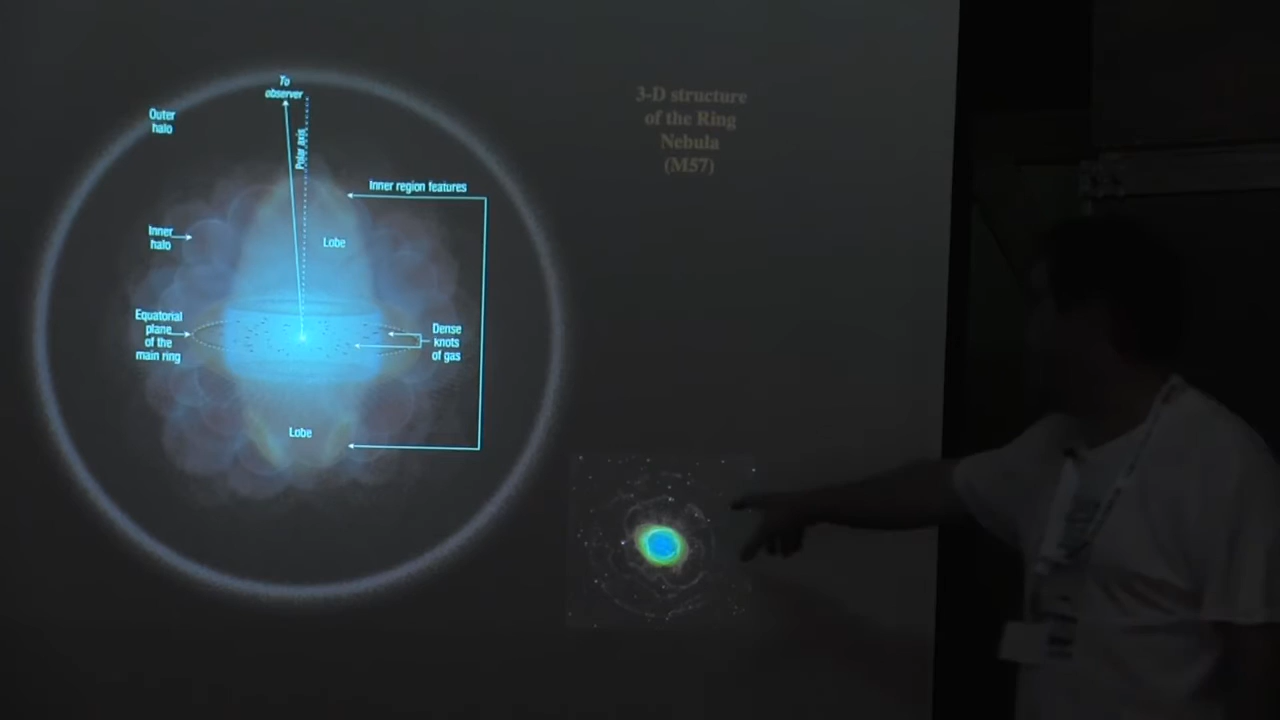 3-D structure
of the Ring
Nebula
(M57)
To
observer
Polar axis
Outer
halo
Inner region features
Inner
halo
Lobe
Equatorial
plane
of the
main ring
Dense
knots
of gas
Lobe